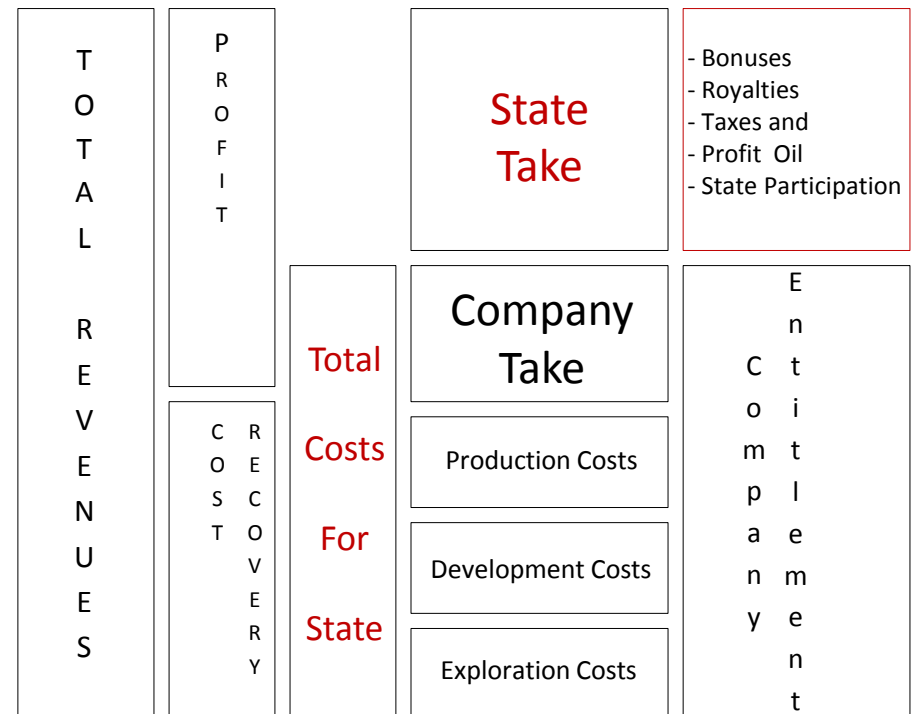 TOTAL REVENUES
PROFIT
COST RECOVERY
Total
Costs
For
State
State
Take
Company
Take
Production Costs
Development Costs
Exploration Costs
- Bonuses
- Royalties
- Taxes and
- Profit Oil
- State Participation
Company Entitlement